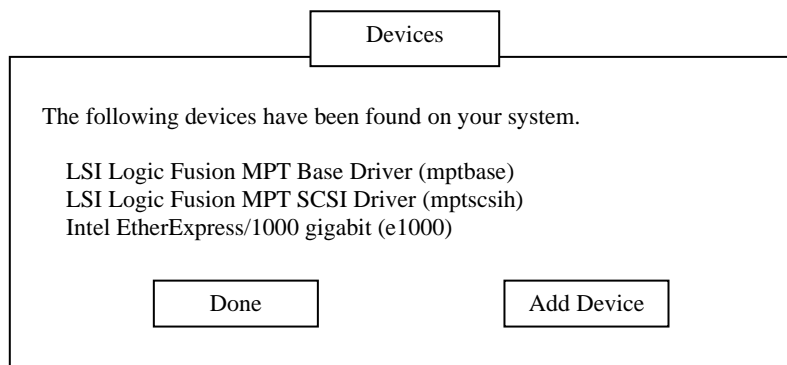 Devices
The following devices have been found on your system.
LSI Logic Fusion MPT Base Driver (mptbase)
LSI Logic Fusion MPT SCSI Driver (mptscsih)
Intel EtherExpress/1000 gigabit (e1000)
Done
Add Device